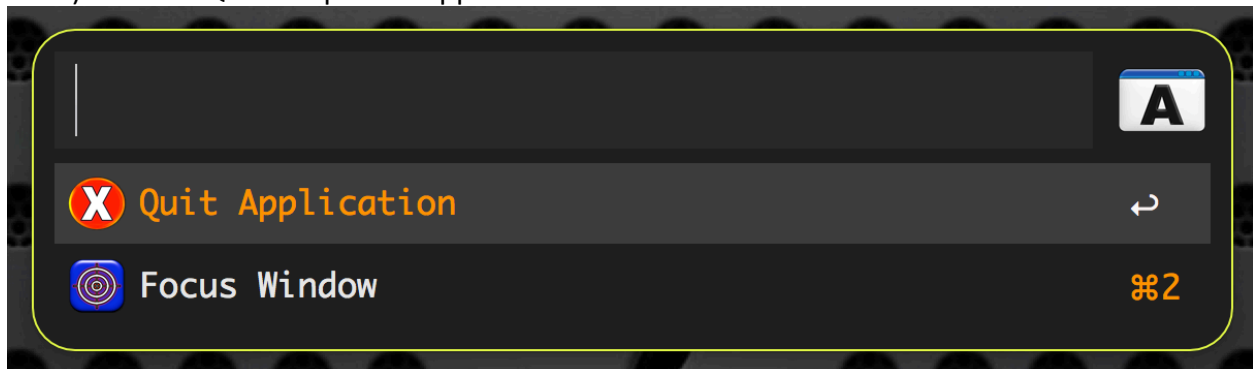 A
X Quit Application ↩
Focus Window ⌘2